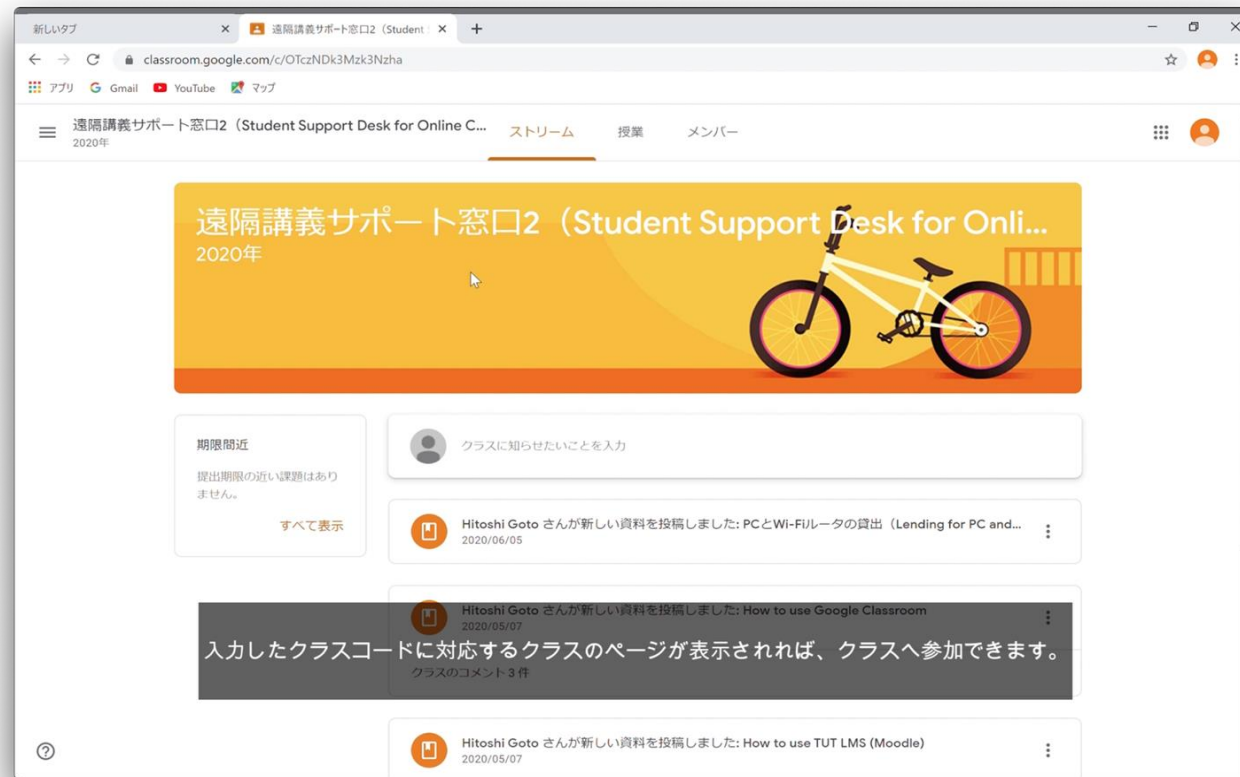 新しいタブ
遠隔講義サポート窓口2（Student
classroom.google.com/c/OTczNDk3Mzk3Nzha
アプリ Gmail YouTube マップ
遠隔講義サポート窓口2（Student Support Desk for Online C...
2020年
ストリーム 授業 メンバー
遠隔講義サポート窓口2（Student Support Desk for Onli...
2020年
期限間近
提出期限の近い課題はあり
ません。
すべて表示
クラスに知らせたいことを入力
Hitoshi Goto さんが新しい資料を投稿しました: PCとWi-Fiルータの貸出（Lending for PC and...
2020/06/05
Hitoshi Goto さんが新しい資料を投稿しました: How to use Google Classroom
2020/05/07
入力したクラスコードに対応するクラスのページが表示されれば、クラスへ参加できます。
クラスのコメント 3 件
Hitoshi Goto さんが新しい資料を投稿しました: How to use TUT LMS (Moodle)
2020/05/07